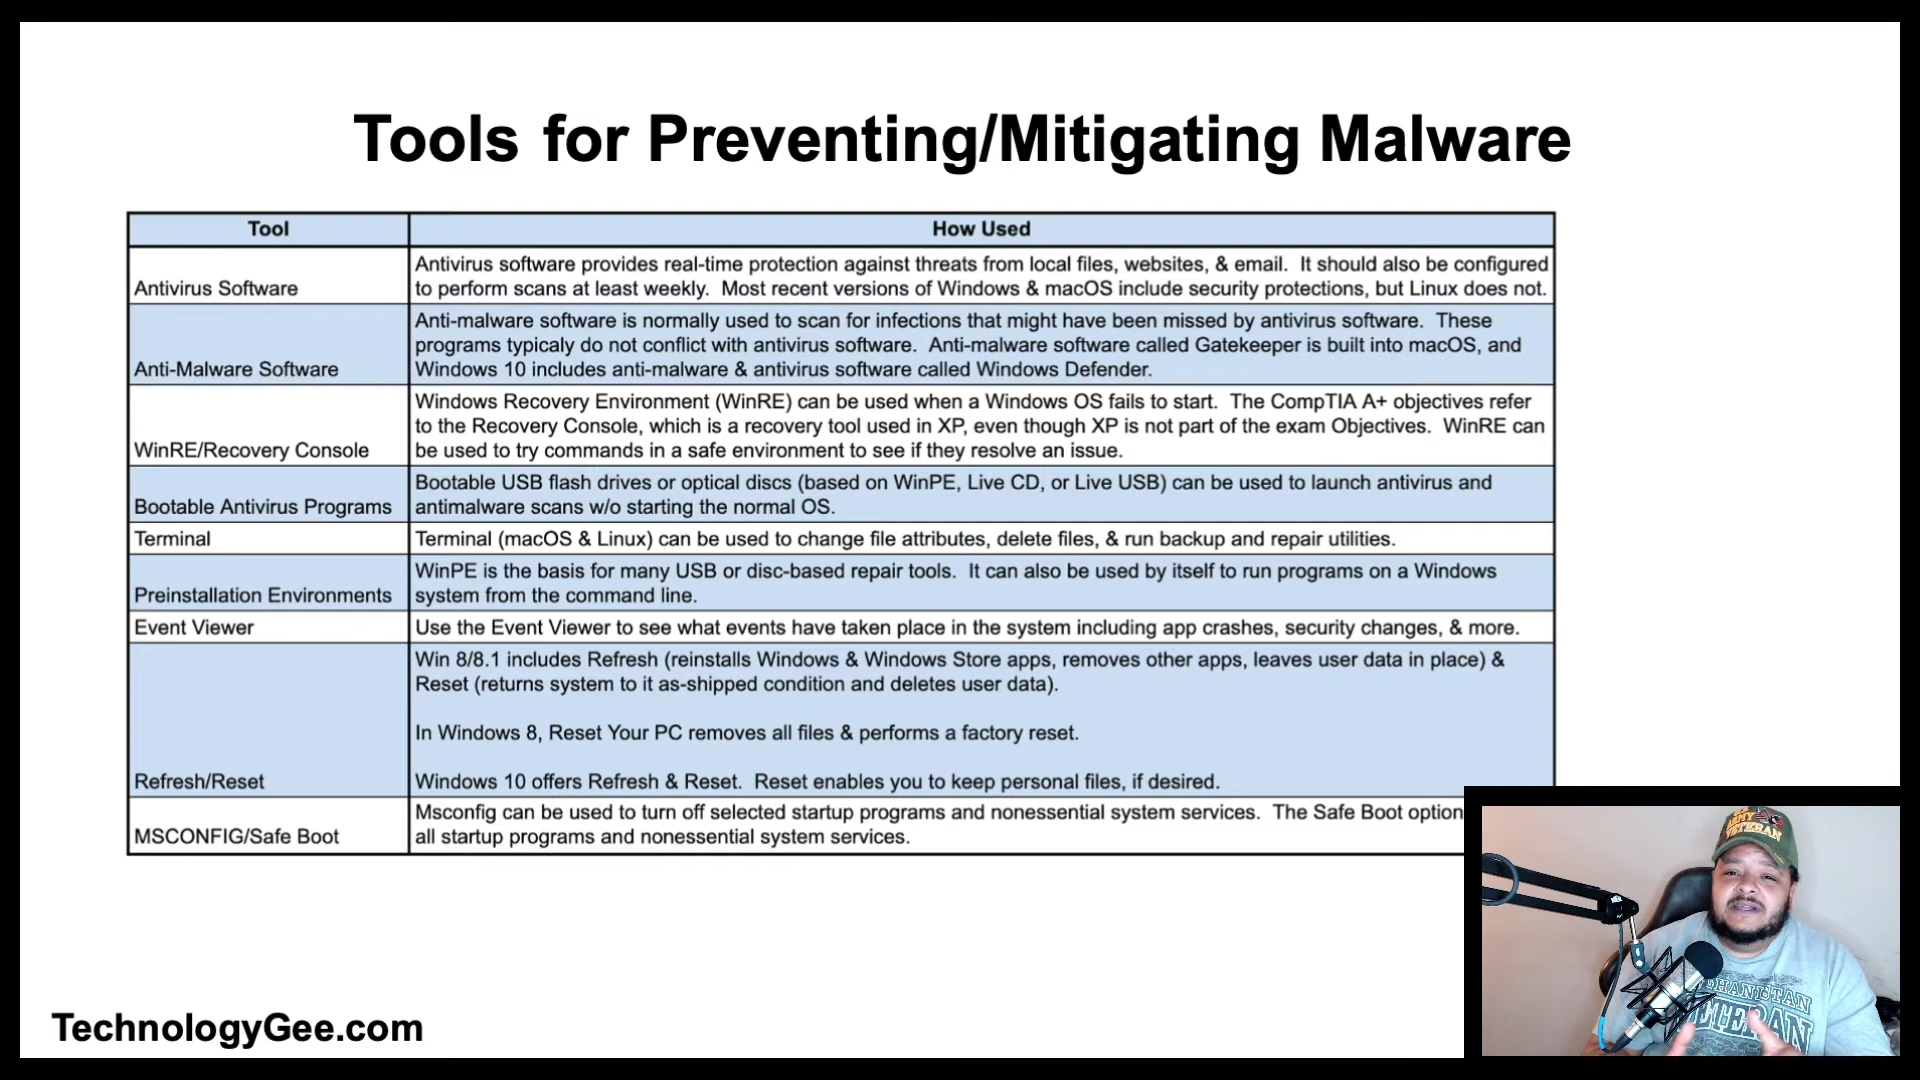 Tools for Preventing/Mitigating Malware
Tool
How Used
Antivirus Software
Antivirus software provides real-time protection against threats from local files, websites, & email. It should also be configured
to perform scans at least weekly. Most recent versions of Windows & macOS include security protections, but Linux does not.
Anti-Malware Software
Anti-malware software is normally used to scan for infections that might have been missed by antivirus software. These
programs typicaly do not conflict with antivirus software. Anti-malware software called Gatekeeper is built into macOS, and
Windows 10 includes anti-malware & antivirus software called Windows Defender.
WinRE/Recovery Console
Windows Recovery Environment (WinRE) can be used when a Windows OS fails to start. The CompTIA A+ objectives refer
to the Recovery Console, which is a recovery tool used in XP, even though XP is not part of the exam Objectives. WinRE can
be used to try commands in a safe environment to see if they resolve an issue.
Bootable Antivirus Programs
Bootable USB flash drives or optical discs (based on WinPE, Live CD, or Live USB) can be used to launch antivirus and
antimalware scans w/o starting the normal OS.
Terminal
Terminal (macOS & Linux) can be used to change file attributes, delete files, & run backup and repair utilities.
Preinstallation Environments
WinPE is the basis for many USB or disc-based repair tools. It can also be used by itself to run programs on a Windows
system from the command line.
Event Viewer
Use the Event Viewer to see what events have taken place in the system including app crashes, security changes, & more.
Refresh/Reset
Win 8/8.1 includes Refresh (reinstalls Windows & Windows Store apps, removes other apps, leaves user data in place) &
Reset (returns system to it as-shipped condition and deletes user data).
In Windows 8, Reset Your PC removes all files & performs a factory reset.
Windows 10 offers Refresh & Reset. Reset enables you to keep personal files, if desired.
MSCONFIG/Safe Boot
Msconfig can be used to turn off selected startup programs and nonessential system services. The Safe Boot option
all startup programs and nonessential system services.
ARMY
VETERAN
VETERAN
TechnologyGee.com